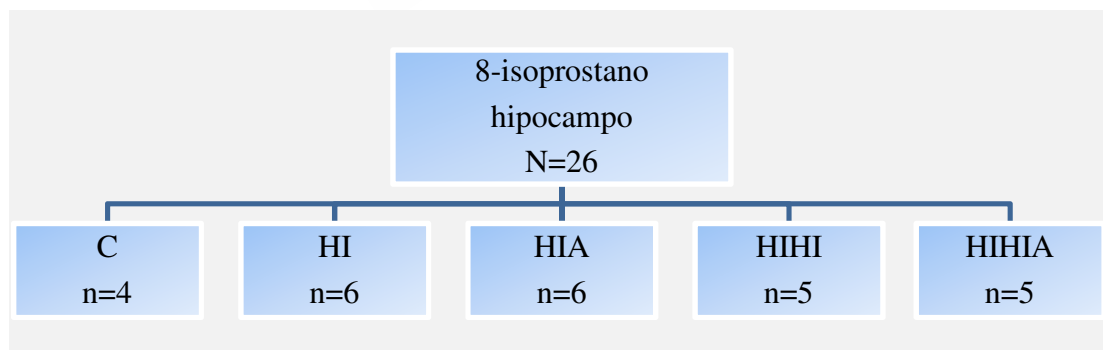 8-isoprostano
hipocampo
N=26
C
n=4
HI
n=6
HIA
n=6
HIHI
n=5
HIHIA
n=5